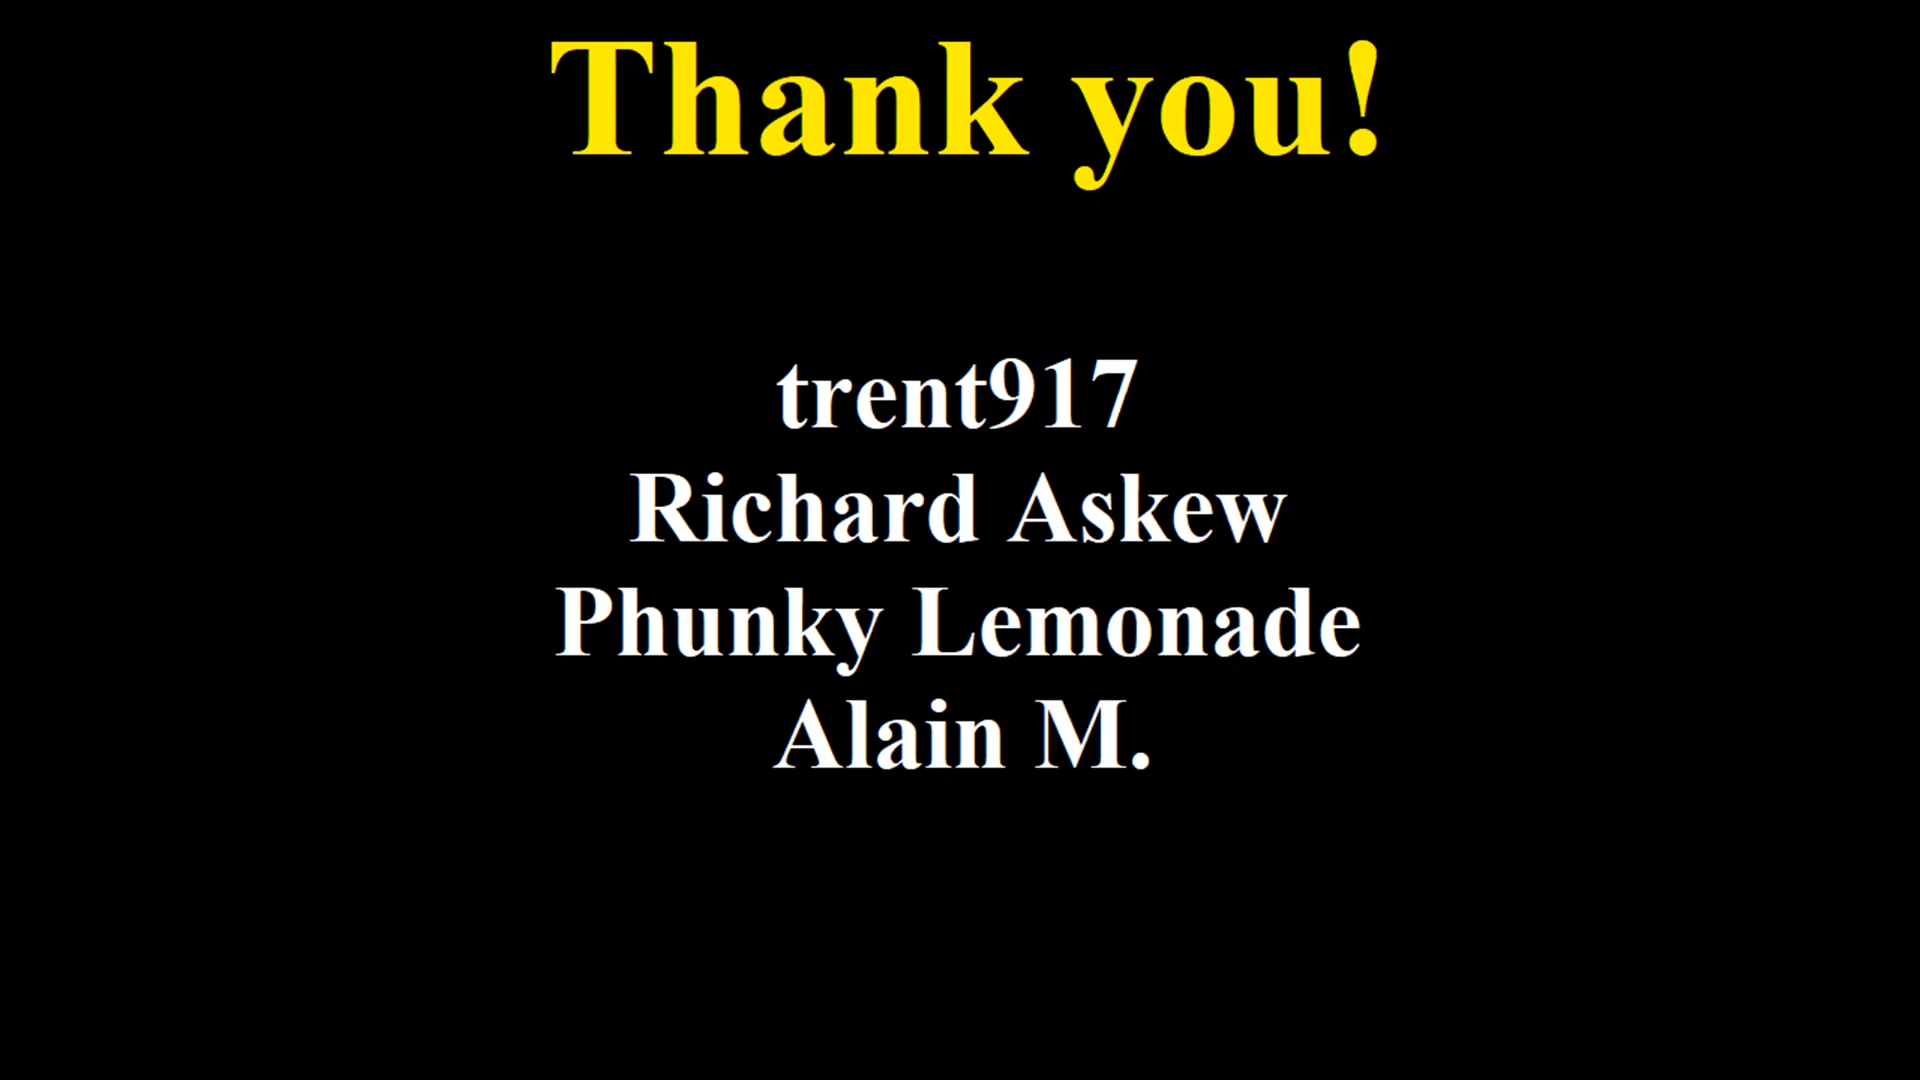 Thank you!
trent917
Richard Askew
Phunky Lemonade
Alain M.